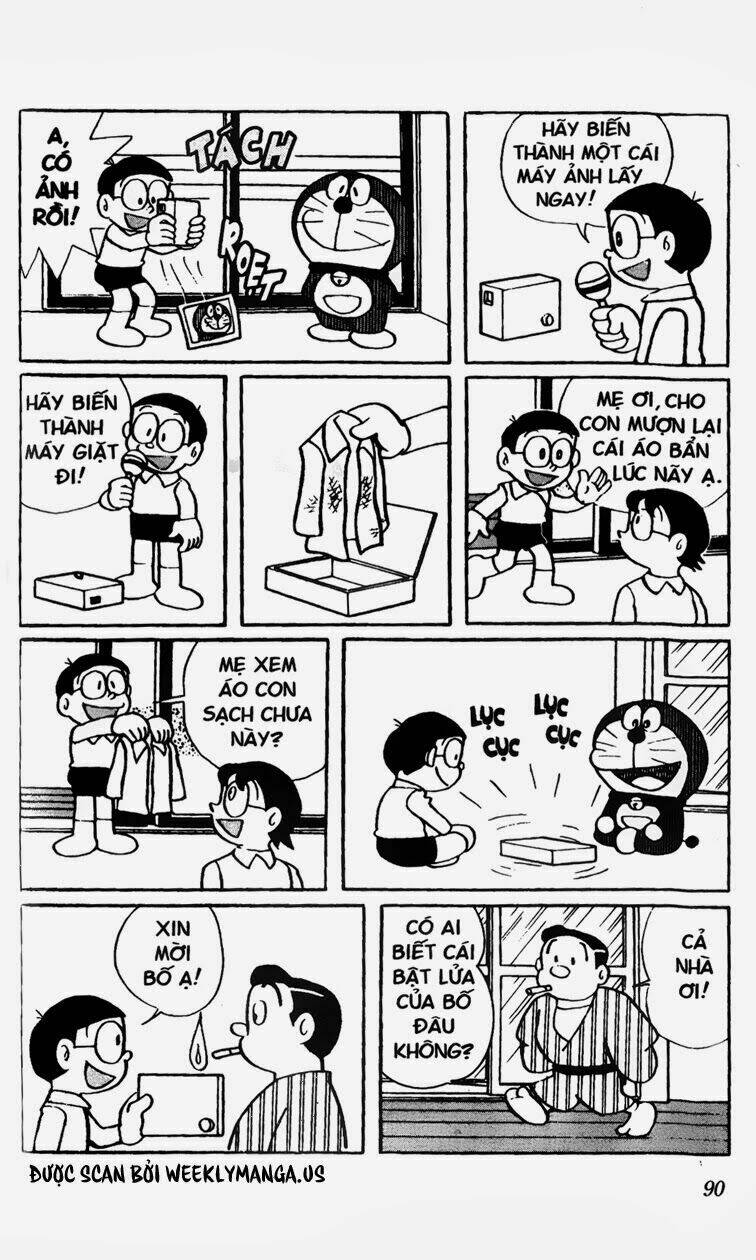 HÃY BIẾN
THÀNH MỘT CÁI
MÁY ẢNH LẤY
NGAY!
TÁCH
ROẸT
A,
CÓ
ẢNH
RỒI!
MẸ ƠI, CHO
CON MƯỢN LẠI
CÁI ÁO BẨN
LÚC NÃY Ạ.
HÃY BIẾN
THÀNH
MÁY GIẶT
ĐI!
LỤC
CỤC
LỤC
CỤC
MẸ XEM
ÁO CON
SẠCH CHƯA
NÀY?
CẢ
NHÀ
ƠI!
CÓ AI
BIẾT CÁI
BẬT LỬA
CỦA BỐ
ĐÂU
KHÔNG?
XIN
MỜI
BỐ Ạ!
ĐƯỢC SCAN BỞI WEEKLYMANGA.US
90